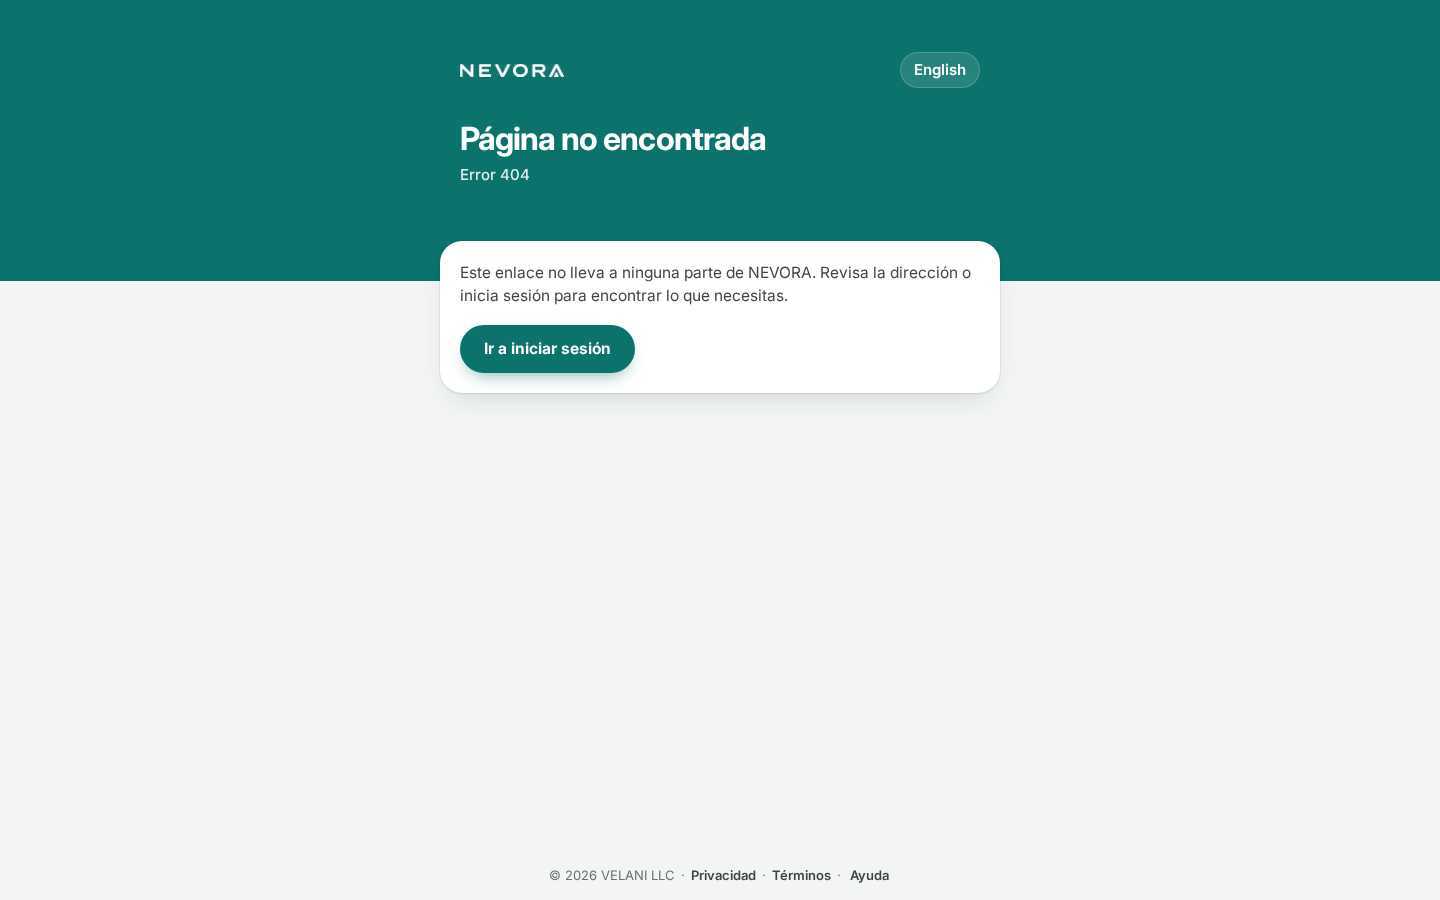 NEVORA
English
Página no encontrada
Error 404
Este enlace no lleva a ninguna parte de NEVORA. Revisa la dirección o
inicia sesión para encontrar lo que necesitas.
Ir a iniciar sesión
© 2026 VELANI LLC · Privacidad · Términos · Ayuda